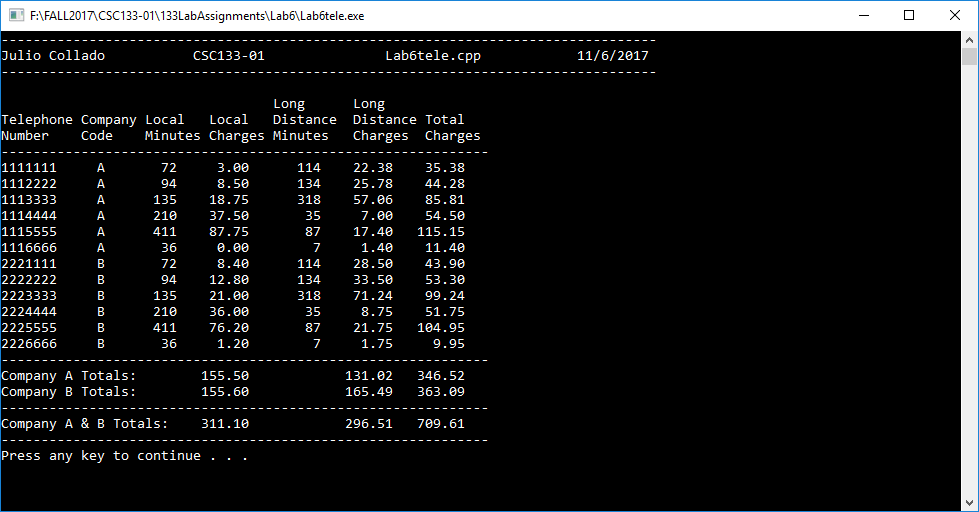 F:\FALL2017\CSC133-01\133LabAssignments\Lab6\Lab6tele.exe
----------------------------------------------------------------------------------
Julio Collado           CSC133-01               Lab6tele.cpp            11/6/2017
----------------------------------------------------------------------------------
                                  Long      Long
Telephone Company Local   Local   Distance  Distance Total
Number    Code    Minutes Charges Minutes   Charges  Charges
-------------------------------------------------------------
1111111     A       72     3.00      114    22.38    35.38
1112222     A       94     8.50      134    25.78    44.28
1113333     A      135    18.75      318    57.06    85.81
1114444     A      210    37.50       35     7.00    54.50
1115555     A      411    87.75       87    17.40   115.15
1116666     A       36     0.00        7     1.40    11.40
2221111     B       72     8.40      114    28.50    43.90
2222222     B       94    12.80      134    33.50    53.30
2223333     B      135    21.00      318    71.24    99.24
2224444     B      210    36.00       35     8.75    51.75
2225555     B      411    76.20       87    21.75   104.95
2226666     B       36     1.20        7     1.75     9.95
-------------------------------------------------------------
Company A Totals:        155.50            131.02   346.52
Company B Totals:        155.60            165.49   363.09
-------------------------------------------------------------
Company A & B Totals:    311.10            296.51   709.61
-------------------------------------------------------------
Press any key to continue . . .